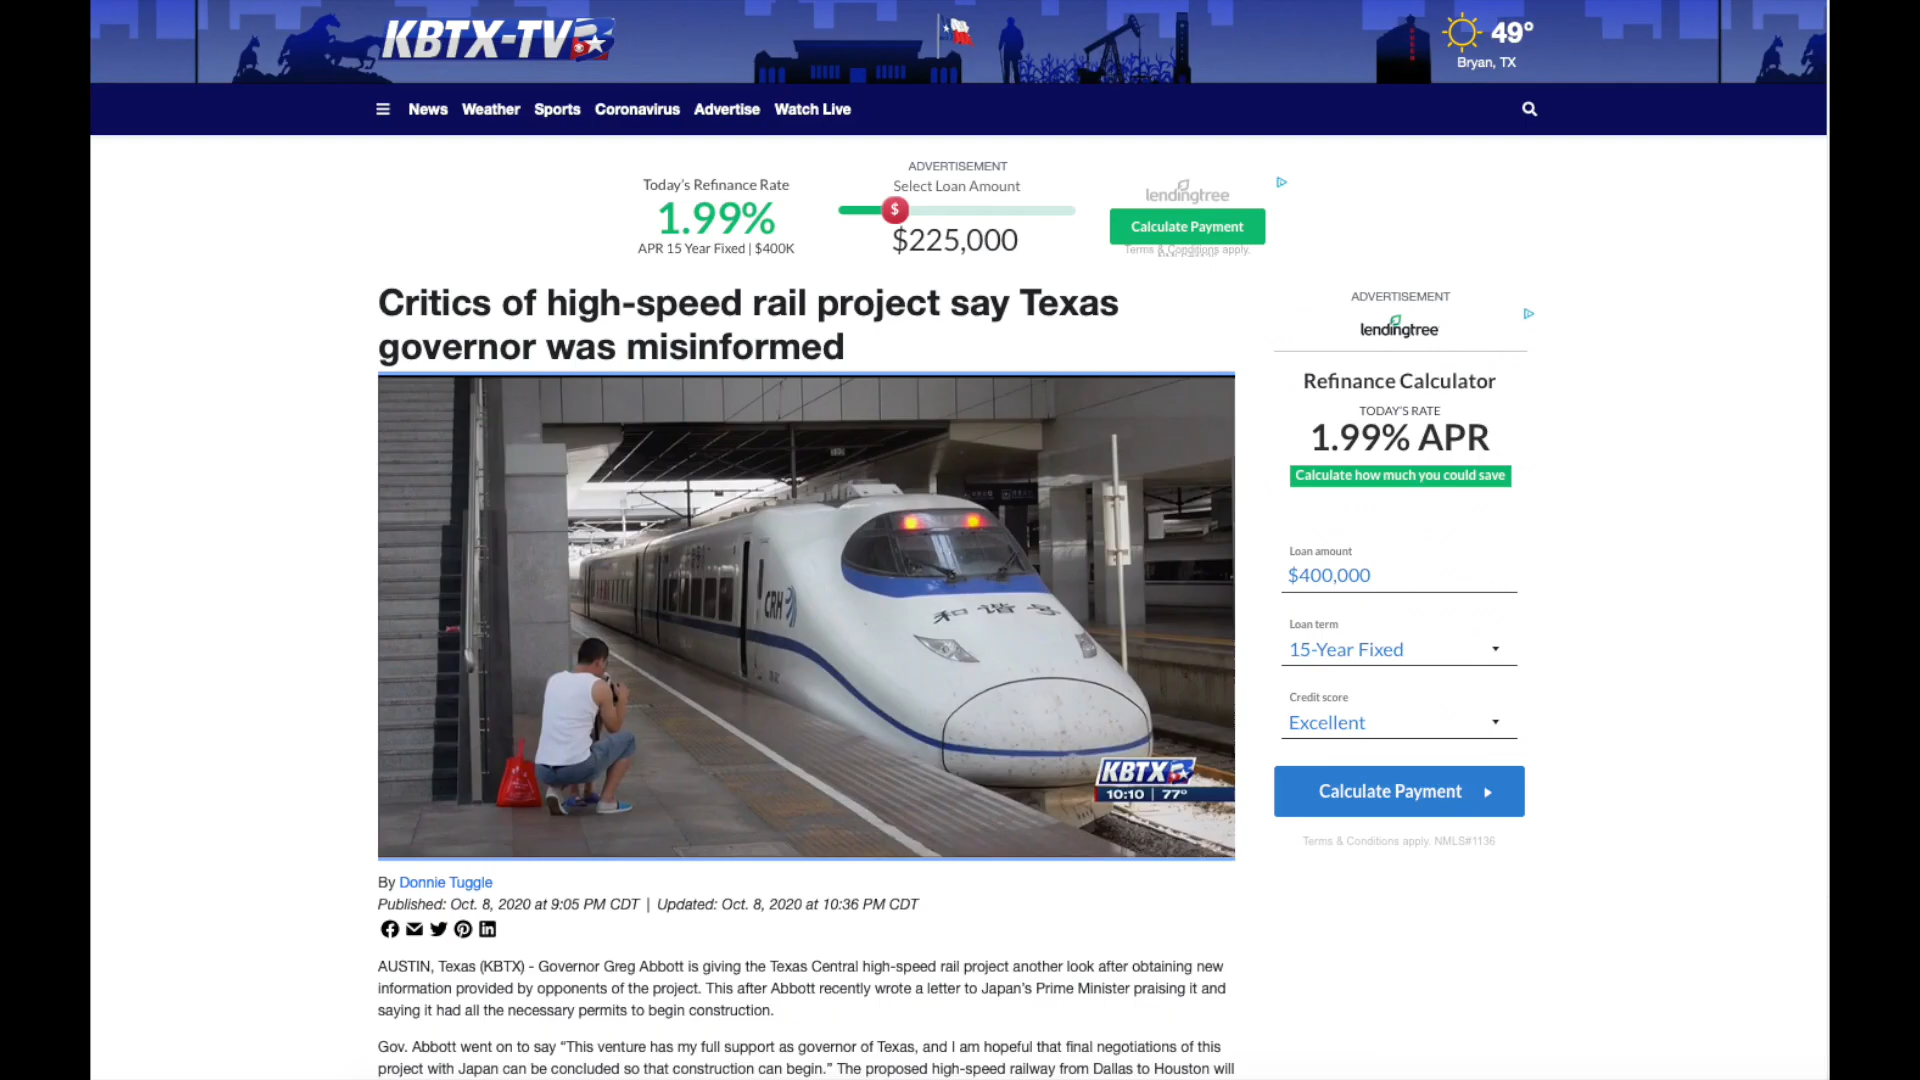 KBTX-TV 3
49°
Bryan, TX
News Weather Sports Coronavirus Advertise Watch Live
ADVERTISEMENT
Today's Refinance Rate
1.99%
APR 15 Year Fixed | $400K
Select Loan Amount
$
$225,000
lendingtree
Calculate Payment
Terms & Conditions apply.
Critics of high-speed rail project say Texas
governor was misinformed
CRH
和谐号
KBTX 3
10:10 | 77°
ADVERTISEMENT
lendingtree
Refinance Calculator
TODAY'S RATE
1.99% APR
Calculate how much you could save
Loan amount
$400,000
Loan term
15-Year Fixed
Credit score
Excellent
Calculate Payment
Terms & Conditions apply. NMLS#1136
By Donnie Tuggle
Published: Oct. 8, 2020 at 9:05 PM CDT | Updated: Oct. 8, 2020 at 10:36 PM CDT
AUSTIN, Texas (KBTX) - Governor Greg Abbott is giving the Texas Central high-speed rail project another look after obtaining new
information provided by opponents of the project. This after Abbott recently wrote a letter to Japan's Prime Minister praising it and
saying it had all the necessary permits to begin construction.
Gov. Abbott went on to say “This venture has my full support as governor of Texas, and I am hopeful that final negotiations of this
project with Japan can be concluded so that construction can begin.” The proposed high-speed railway from Dallas to Houston will